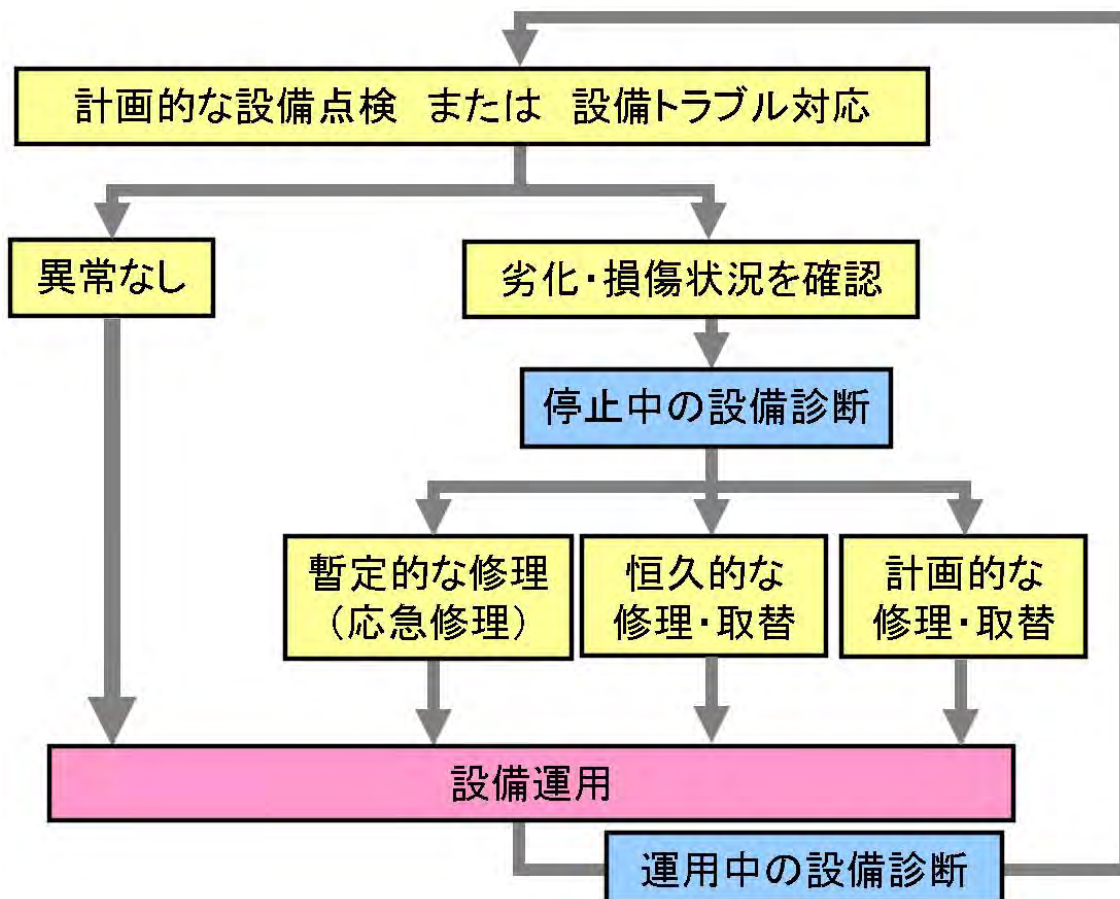 計画的な設備点検　または　設備トラブル対応
異常なし
劣化・損傷状況を確認
停止中の設備診断
暫定的な修理
（応急修理）
恒久的な
修理・取替
計画的な
修理・取替
設備運用
運用中の設備診断